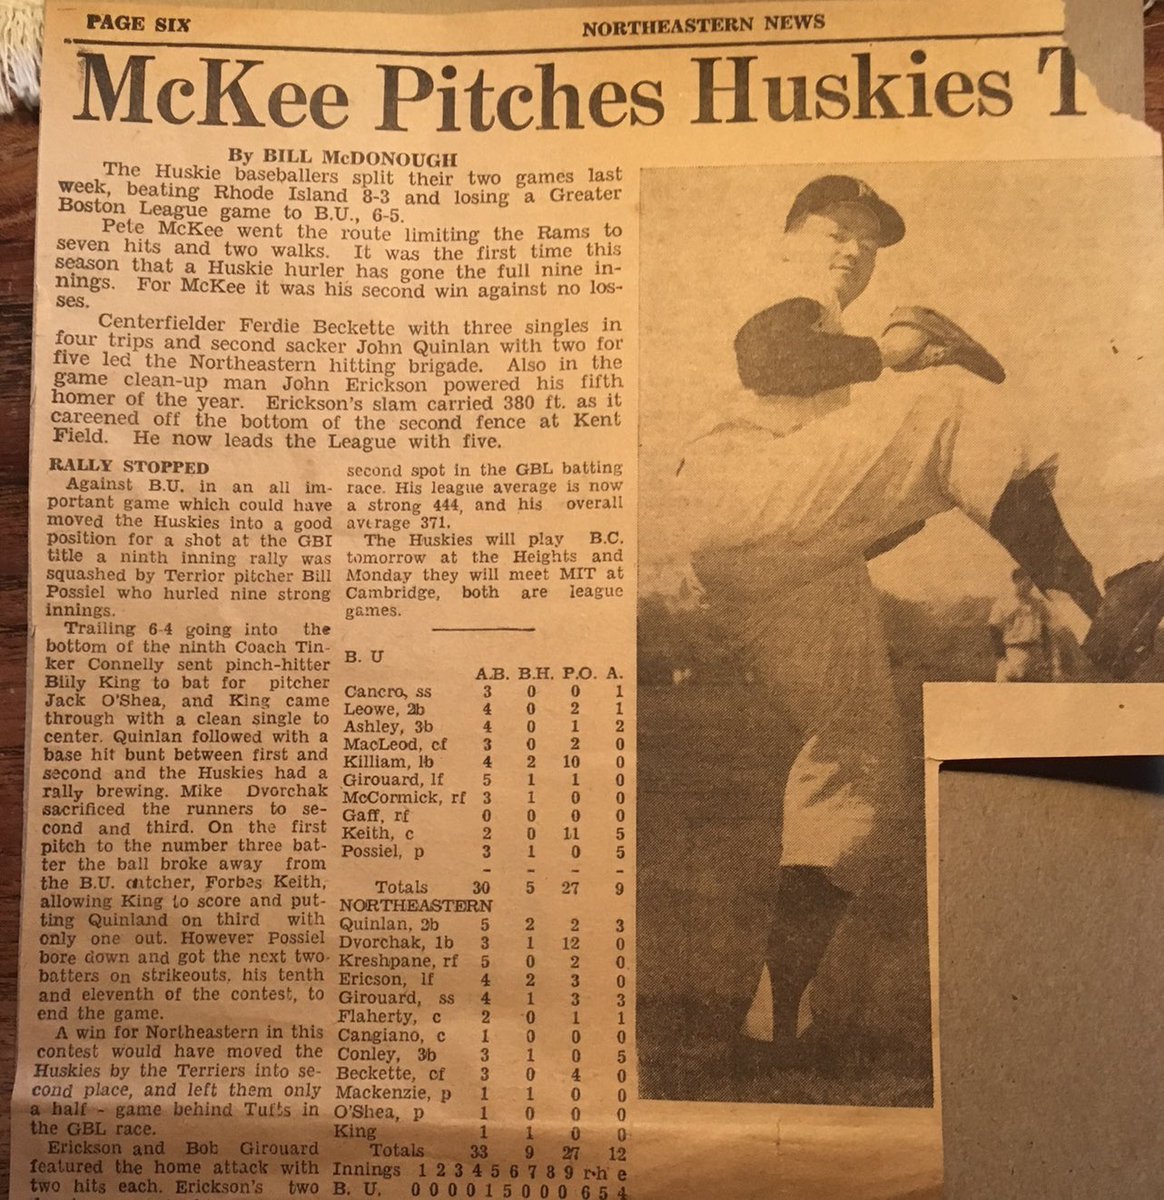 PAGE SIX
NORTHEASTERN NEWS
McKee Pitches Huskies T
By BILL McDONOUGH
The Huskie baseballers split their two games last
week, beating Rhode Island 8-3 and losing a Greater
Boston League game to B.U., 6-5.
Pete McKee went the route limiting the Rams to
seven hits and two walks. It was the first time this
season that a Huskie hurler has gone the full nine in-
nings. For McKee it was his second win against no los-
ses.
Centerfielder Ferdie Beckette with three singles in
four trips and second sacker John Quinlan with two for
five led the Northeastern hitting brigade. Also in the
game clean-up man John Erickson powered his fifth
homer of the year. Erickson's slam carried 380 ft. as it
careened off the bottom of the second fence at Kent
Field. He now leads the League with five.
RALLY STOPPED
Against B.U. in an all im-
portant game which could have
moved the Huskies into a good
position for a shot at the GBI
title a ninth inning rally was
squashed by Terrior pitcher Bill
Possiel who hurled nine strong
innings.
Trailing 6-4 going into the
bottom of the ninth Coach Tin-
ker Connelly sent pinch-hitter
Billy King to bat for pitcher
Jack O'Shea, and King came
through with a clean single to
center. Quinlan followed with a
base hit bunt between first and
second and the Huskies had a
rally brewing. Mike Dvorchak
sacrificed the runners to se-
cond and third. On the first
pitch to the number three bat-
ter the ball broke away from
the B.U. catcher, Forbes Keith,
allowing King to score and put-
ting Quinland on third with
only one out. However Possiel
bore down and got the next two
batters on strikeouts, his tenth
and eleventh of the contest, to
end the game.
A win for Northeastern in this
contest would have moved the
Huskies by the Terriers into se-
cond place, and left them only
a half - game behind Tufts in
the GBL race.
Erickson and Bob Girouard
featured the home attack with
two hits each. Erickson's two
second spot in the GBL batting
race. His league average is now
a strong 444, and his overall
average 371.
The Huskies will play B.C.
tomorrow at the Heights and
Monday they will meet MIT at
Cambridge, both are league
games.
B. U
A.B. B.H. P.O. A.
Cancro, ss 3 0 0 1
Leowe, 2b 4 0 2 1
Ashley, 3b 4 0 1 2
MacLeod, cf 3 0 2 0
Killiam, lb 4 2 10 0
Girouard, lf 5 1 1 0
McCormick, rf 3 1 0 0
Gaff, rf 0 0 0 0
Keith, c 2 0 11 5
Possiel, p 3 1 0 5
- - - -
Totals 30 5 27 9
NORTHEASTERN
Quinlan, 2b 5 2 2 3
Dvorchak, 1b 3 1 12 0
Kreshpane, rf 5 0 2 0
Ericson, lf 4 2 3 0
Girouard, ss 4 1 3 3
Flaherty, c 2 0 1 1
Cangiano, c 1 0 0 0
Conley, 3b 3 1 0 5
Beckette, cf 3 0 4 0
Mackenzie, p 1 1 0 0
O'Shea, p 1 0 0 0
King 1 1 0 0
Totals 33 9 27 12
Innings 1 2 3 4 5 6 7 8 9 r h e
B. U. 0 0 0 0 1 5 0 0 0 6 5 4